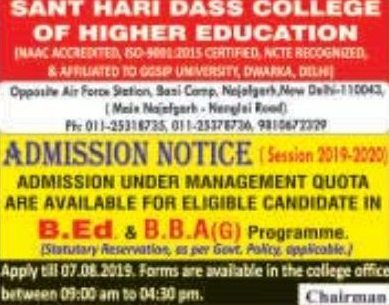 SANT HARI DASS COLLEGE
OF HIGHER EDUCATION
(NAAC ACCREDITED, ISO-9001:2015 CERTIFIED, NCTE RECOGNIZED,
& AFFILIATED TO GGSIP UNIVERSITY, DWARKA, DELHI)
Opposite Air Force Station, Basi Camp, Najafgarh, New Delhi-110043,
( Main Najafgarh - Nangloi Road)
Ph: 011-25318735, 011-25378736, 9810672329
ADMISSION NOTICE ( Session 2019-2020)
ADMISSION UNDER MANAGEMENT QUOTA
ARE AVAILABLE FOR ELIGIBLE CANDIDATE IN
B.Ed. & B.B.A(G) Programme.
(Statutory Reservation, as per Govt. Policy, applicable.)
Apply till 07.08.2019. Forms are available in the college office
between 09:00 am to 04:30 pm. Chairman